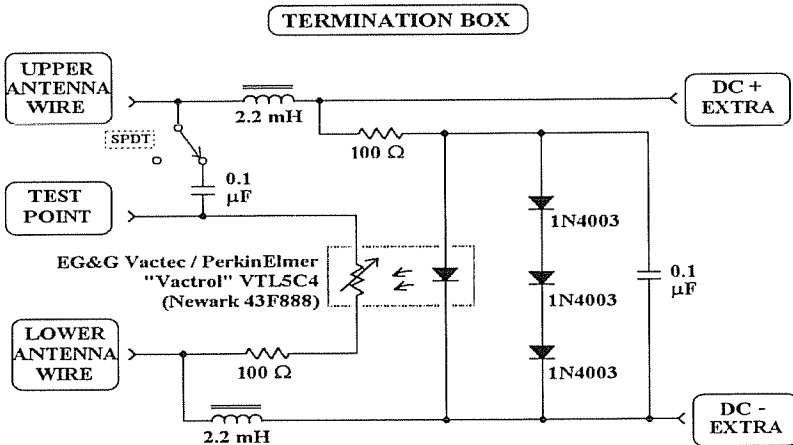 TERMINATION BOX
UPPER
ANTENNA
WIRE
2.2 mH
DC +
EXTRA
SPDT
100 Ω
0.1
µF
TEST
POINT
1N4003
EG&G Vactec / PerkinElmer
"Vactrol" VTL5C4
(Newark 43F888)
1N4003
0.1
µF
LOWER
ANTENNA
WIRE
100 Ω
1N4003
2.2 mH
DC -
EXTRA